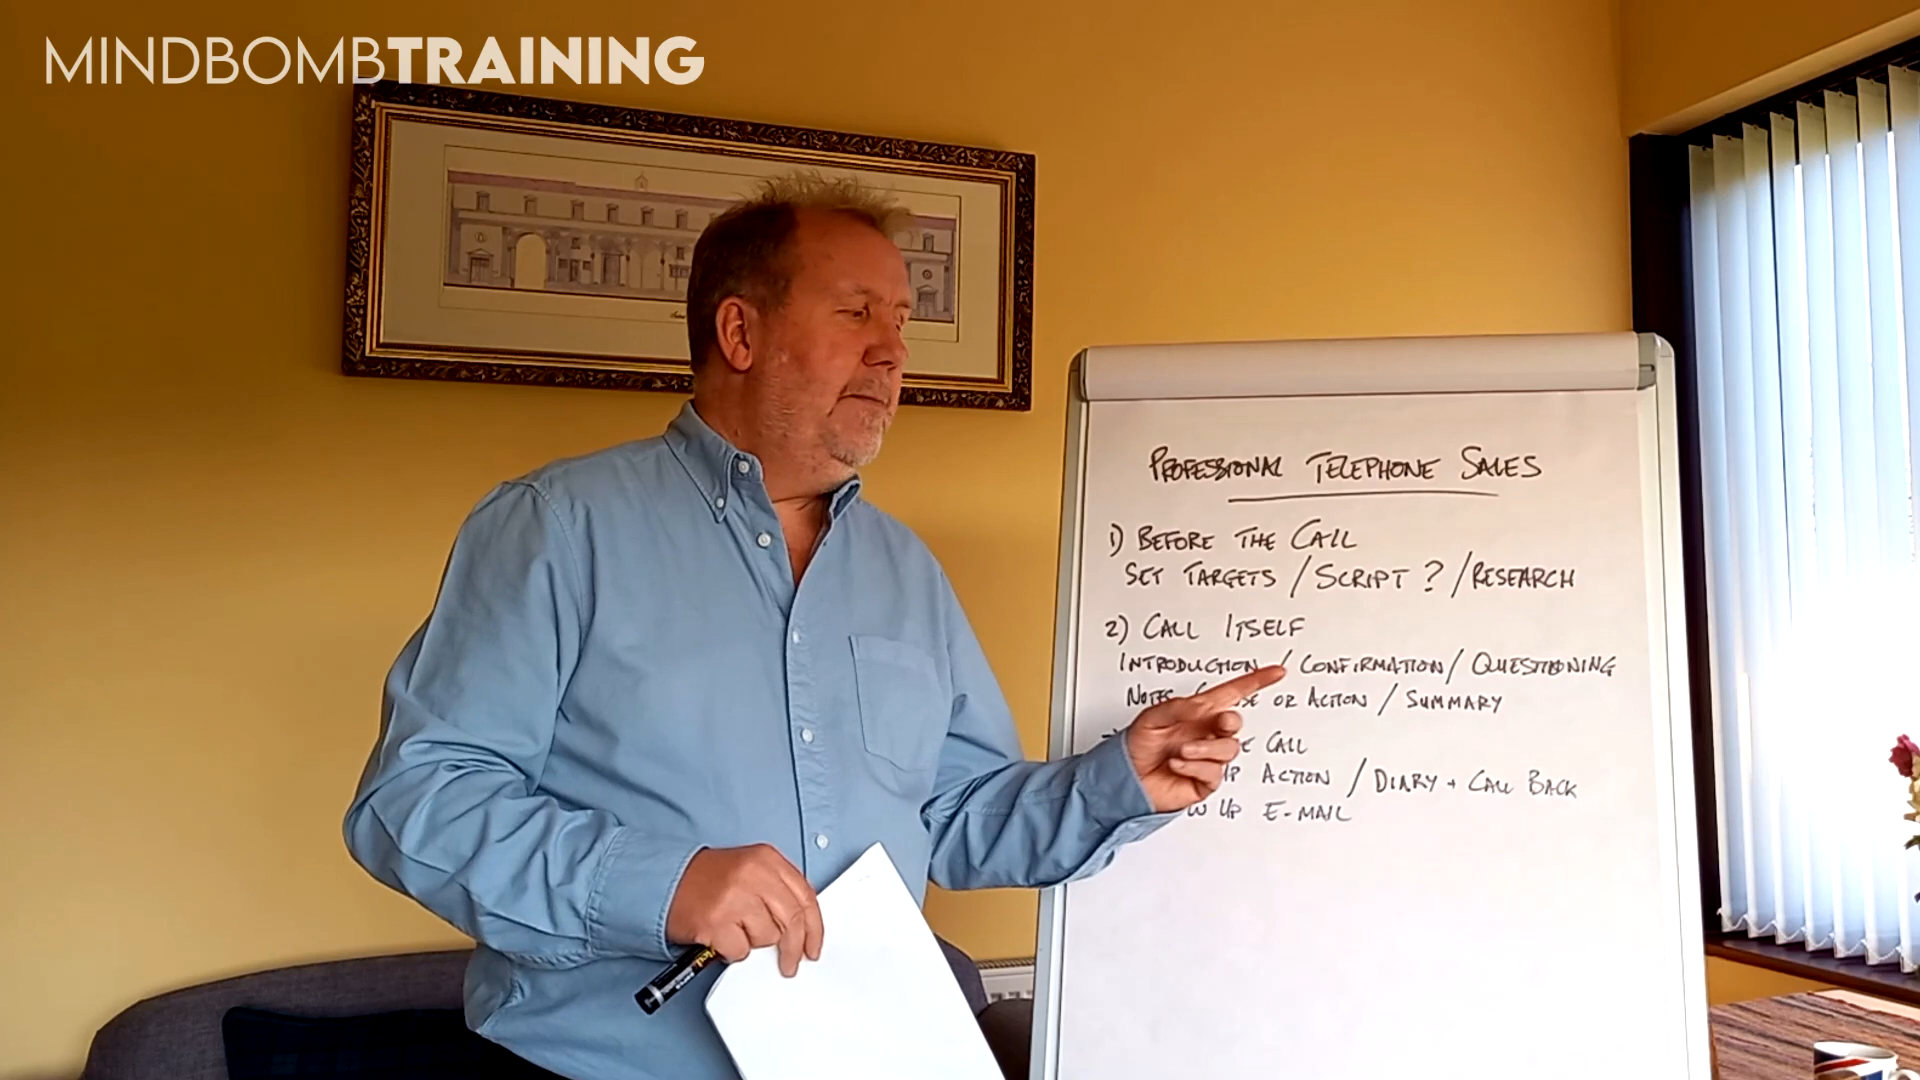 MINDBOMBTRAINING
PROFESSIONAL TELEPHONE SALES
1) BEFORE THE CALL
SET TARGETS / SCRIPT ? / RESEARCH
2) CALL ITSELF
INTRODUCTION / CONFIRMATION / QUESTIONING
NOTES OR ACTION / SUMMARY
CALL
ACTION / DIARY + CALL BACK
UP E-MAIL